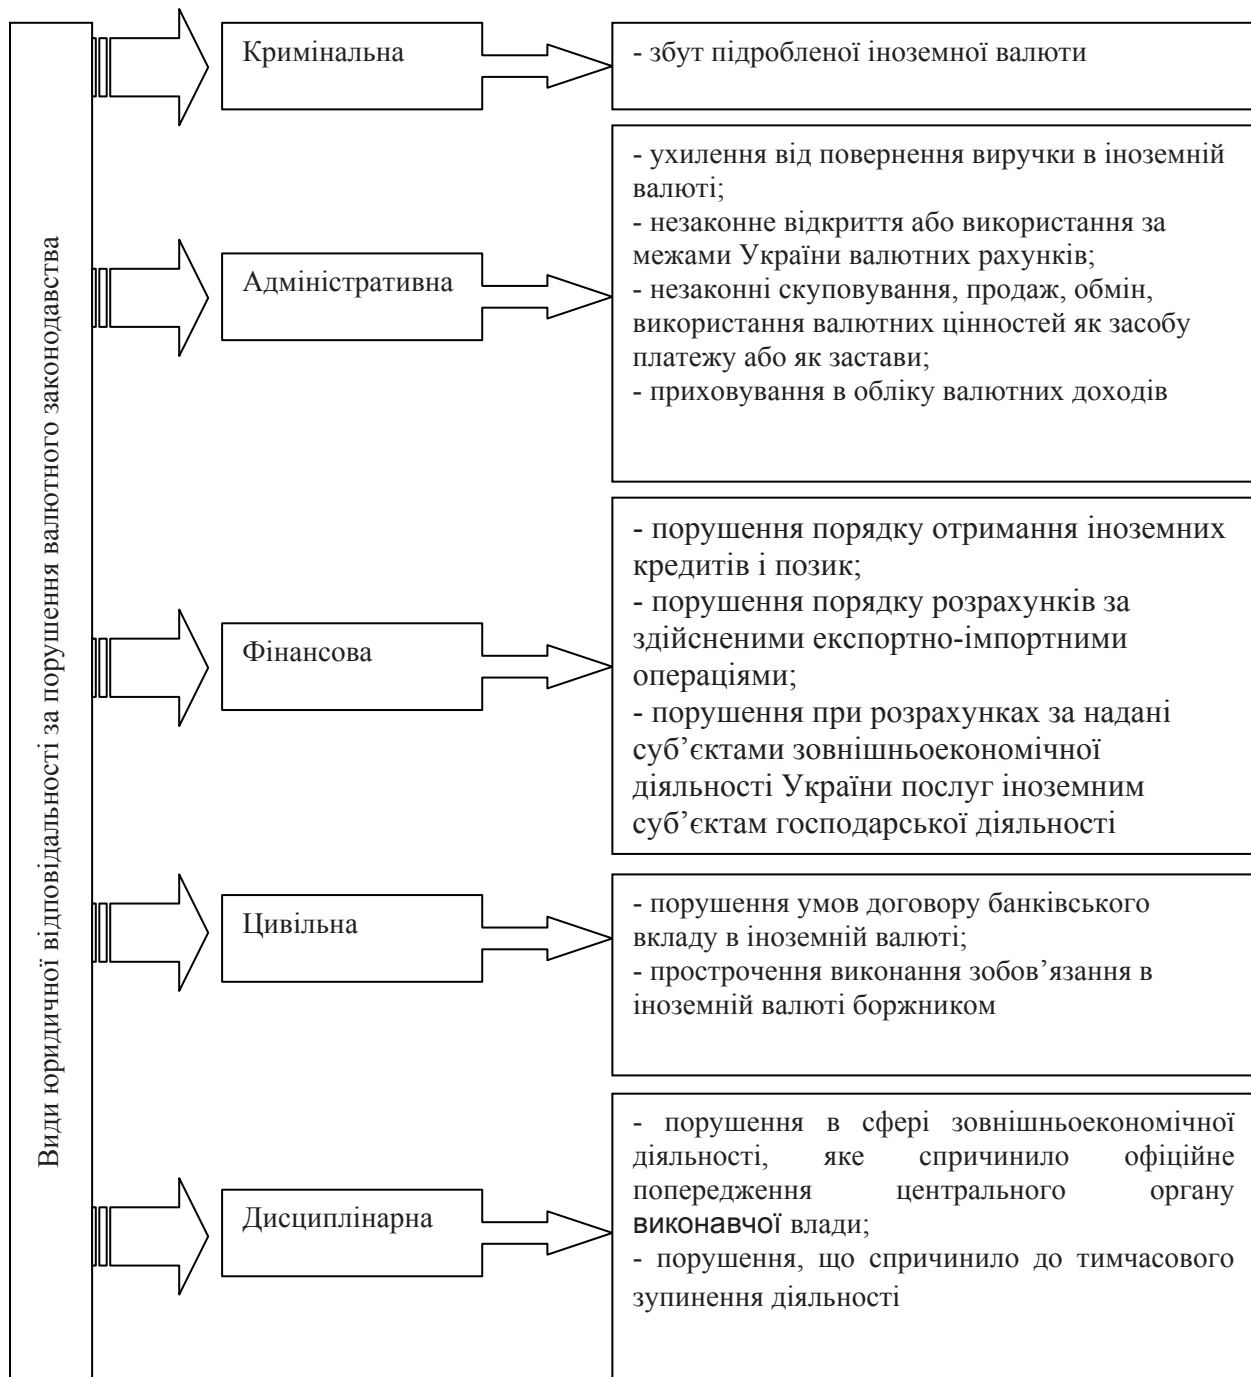 Види юридичної відповідальності за порушення валютного законодавства
Кримінальна
- збут підробленої іноземної валюти
Адміністративна
- ухилення від повернення виручки в іноземній
валюті;
- незаконне відкриття або використання за
межами України валютних рахунків;
- незаконні скуповування, продаж, обмін,
використання валютних цінностей як засобу
платежу або як застави;
- приховування в обліку валютних доходів
Фінансова
- порушення порядку отримання іноземних
кредитів і позик;
- порушення порядку розрахунків за
здійсненими експортно-імпортними
операціями;
- порушення при розрахунках за надані
суб’єктами зовнішньоекономічної
діяльності України послуг іноземним
суб’єктам господарської діяльності
Цивільна
- порушення умов договору банківського
вкладу в іноземній валюті;
- прострочення виконання зобов’язання в
іноземній валюті боржником
Дисциплінарна
- порушення в сфері зовнішньоекономічної
діяльності, яке спричинило офіційне
попередження центрального органу
виконавчої влади;
- порушення, що спричинило до тимчасового
зупинення діяльності